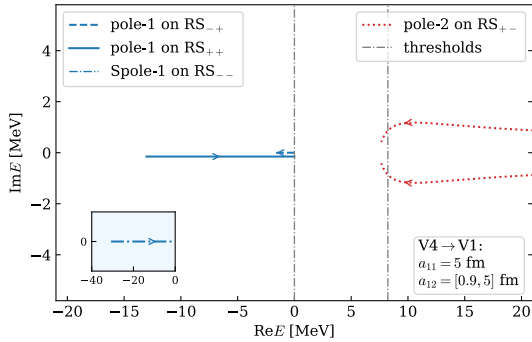 pole-1 on RS₋₊
pole-1 on RS₊₊
Spole-1 on RS₋₋
pole-2 on RS₊₋
thresholds
ImE [MeV]
4
2
0
−2
−4
0
−40
−20
0
V4→V1:
a₁₁ = 5 fm
a₁₂ = [0.9, 5] fm
−20
−15
−10
−5
0
5
10
15
20
ReE [MeV]